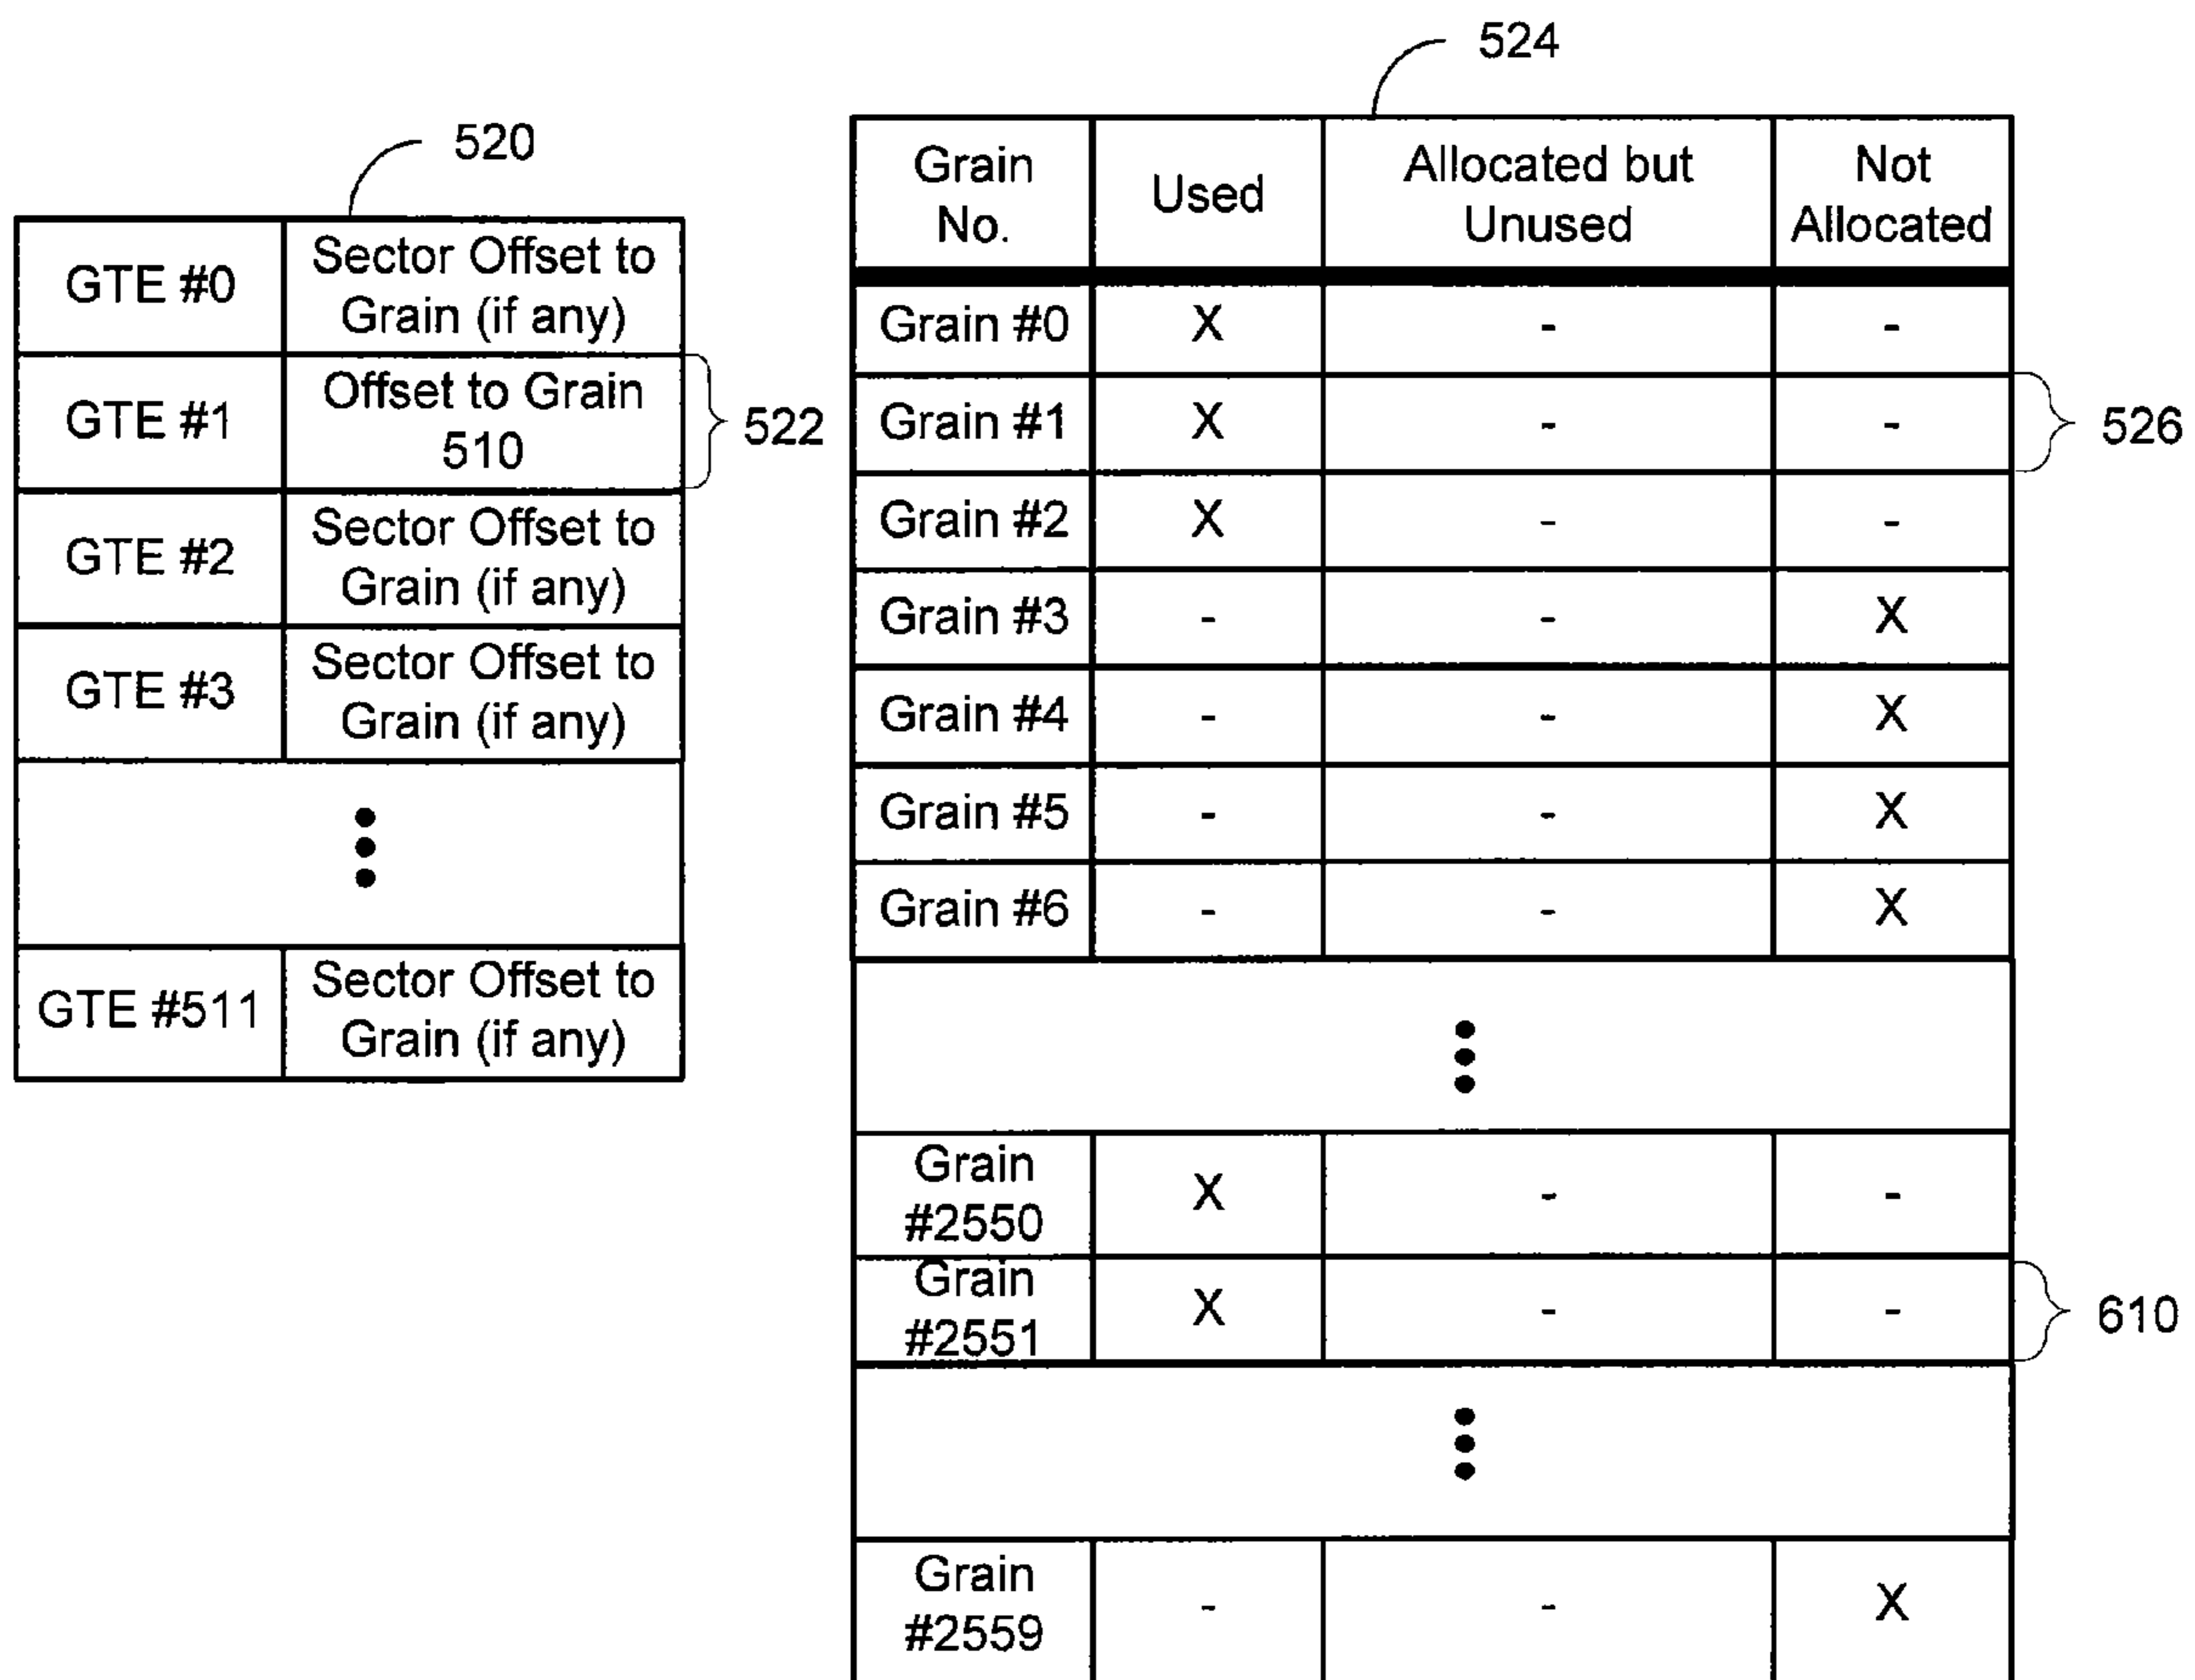 520
GTE #0 Sector Offset to
Grain (if any)
GTE #1 Offset to Grain
510
522
GTE #2 Sector Offset to
Grain (if any)
GTE #3 Sector Offset to
Grain (if any)
GTE #511 Sector Offset to
Grain (if any)
524
Grain
No.
Used
Allocated but
Unused
Not
Allocated
Grain #0 X - -
Grain #1 X - -
526
Grain #2 X - -
Grain #3 - - X
Grain #4 - - X
Grain #5 - - X
Grain #6 - - X
Grain
#2550
X - -
Grain
#2551
X - -
610
Grain
#2559
- - X